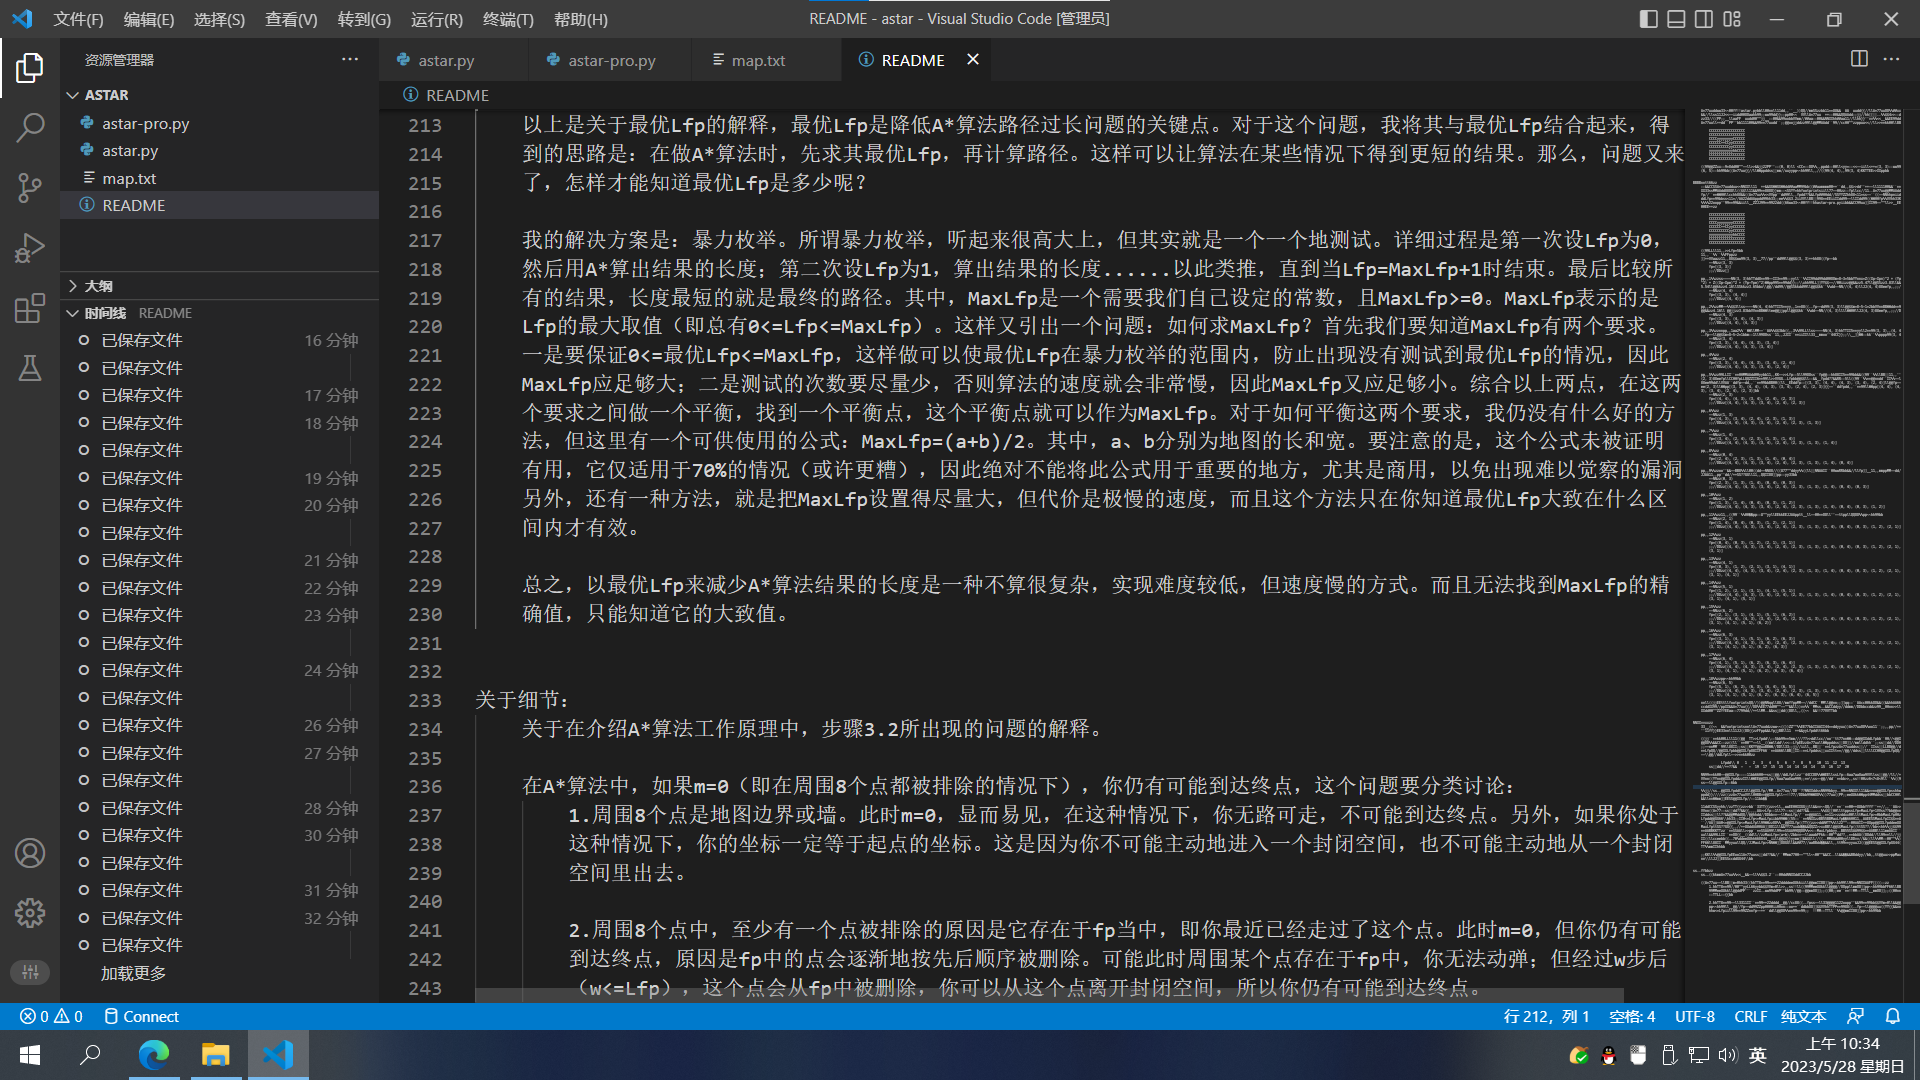 文件(F) 编辑(E) 选择(S) 查看(V) 转到(G) 运行(R) 终端(T) 帮助(H)
README - astar - Visual Studio Code [管理员]
资源管理器
ASTAR
astar-pro.py
astar.py
map.txt
README
大纲
时间线 README
已保存文件 16 分钟
已保存文件
已保存文件 17 分钟
已保存文件 18 分钟
已保存文件
已保存文件 19 分钟
已保存文件 20 分钟
已保存文件
已保存文件 21 分钟
已保存文件 22 分钟
已保存文件 23 分钟
已保存文件
已保存文件 24 分钟
已保存文件
已保存文件 26 分钟
已保存文件 27 分钟
已保存文件
已保存文件 28 分钟
已保存文件 30 分钟
已保存文件
已保存文件 31 分钟
已保存文件 32 分钟
已保存文件
加载更多
astar.py astar-pro.py map.txt README
README
213 以上是关于最优Lfp的解释，最优Lfp是降低A*算法路径过长问题的关键点。对于这个问题，我将其与最优Lfp结合起来，得
214 到的思路是：在做A*算法时，先求其最优Lfp，再计算路径。这样可以让算法在某些情况下得到更短的结果。那么，问题又来
215 了，怎样才能知道最优Lfp是多少呢？
216
217 我的解决方案是：暴力枚举。所谓暴力枚举，听起来很高大上，但其实就是一个一个地测试。详细过程是第一次设Lfp为0，
218 然后用A*算出结果的长度；第二次设Lfp为1，算出结果的长度......以此类推，直到当Lfp=MaxLfp+1时结束。最后比较所
219 有的结果，长度最短的就是最终的路径。其中，MaxLfp是一个需要我们自己设定的常数，且MaxLfp>=0。MaxLfp表示的是
220 Lfp的最大取值（即总有0<=Lfp<=MaxLfp）。这样又引出一个问题：如何求MaxLfp？首先我们要知道MaxLfp有两个要求。
221 一是要保证0<=最优Lfp<=MaxLfp，这样做可以使最优Lfp在暴力枚举的范围内，防止出现没有测试到最优Lfp的情况，因此
222 MaxLfp应足够大；二是测试的次数要尽量少，否则算法的速度就会非常慢，因此MaxLfp又应足够小。综合以上两点，在这两
223 个要求之间做一个平衡，找到一个平衡点，这个平衡点就可以作为MaxLfp。对于如何平衡这两个要求，我仍没有什么好的方
224 法，但这里有一个可供使用的公式：MaxLfp=(a+b)/2。其中，a、b分别为地图的长和宽。要注意的是，这个公式未被证明
225 有用，它仅适用于70%的情况（或许更糟），因此绝对不能将此公式用于重要的地方，尤其是商用，以免出现难以觉察的漏洞
226 另外，还有一种方法，就是把MaxLfp设置得尽量大，但代价是极慢的速度，而且这个方法只在你知道最优Lfp大致在什么区
227 间内才有效。
228
229 总之，以最优Lfp来减少A*算法结果的长度是一种不算很复杂，实现难度较低，但速度慢的方式。而且无法找到MaxLfp的精
230 确值，只能知道它的大致值。
231
232
233 关于细节：
234 关于在介绍A*算法工作原理中，步骤3.2所出现的问题的解释。
235
236 在A*算法中，如果m=0（即在周围8个点都被排除的情况下），你仍有可能到达终点，这个问题要分类讨论：
237 1.周围8个点是地图边界或墙。此时m=0，显而易见，在这种情况下，你无路可走，不可能到达终点。另外，如果你处于
238 这种情况下，你的坐标一定等于起点的坐标。这是因为你不可能主动地进入一个封闭空间，也不可能主动地从一个封闭
239 空间里出去。
240
241 2.周围8个点中，至少有一个点被排除的原因是它存在于fp当中，即你最近已经走过了这个点。此时m=0，但你仍有可能
242 到达终点，原因是fp中的点会逐渐地按先后顺序被删除。可能此时周围某个点存在于fp中，你无法动弹；但经过w步后
243 （w<=Lfp），这个点会从fp中被删除，你可以从这个点离开封闭空间，所以你仍有可能到达终点。
0 0 Connect
行 212，列 1 空格: 4 UTF-8 CRLF 纯文本
英
上午 10:34
2023/5/28 星期日